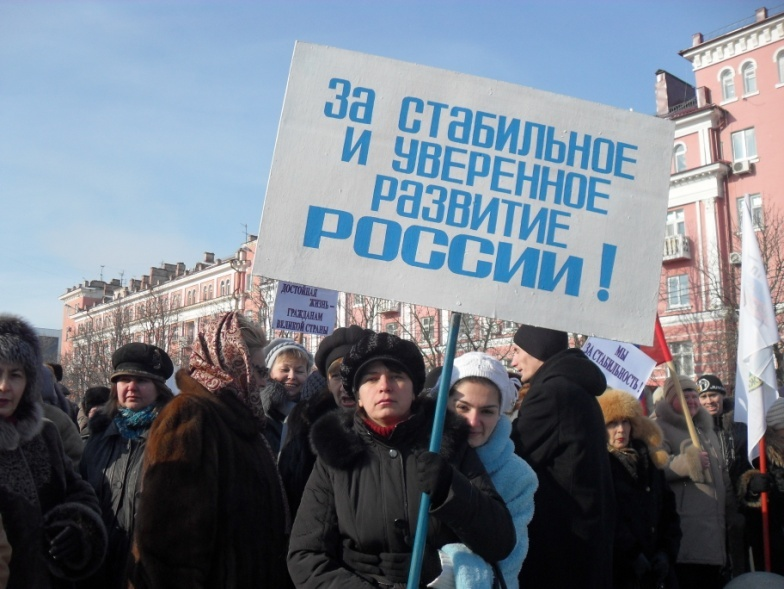 За стабильное
и уверенное
развитие
России!
ДОСТОЙНАЯ
ЖИЗНЬ –
ГРАЖДАНАМ
ВЕЛИКОЙ СТРАНЫ
МЫ
ЗА СТАБИЛЬНОСТЬ!